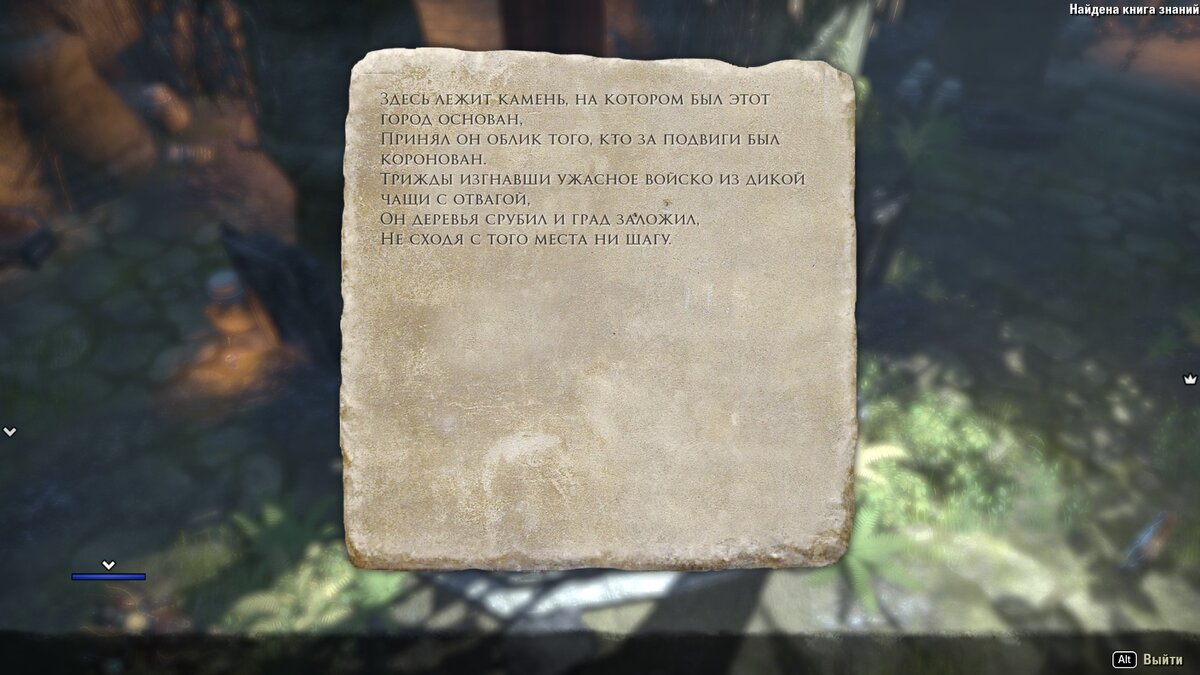 Найдена книга знаний
Здесь лежит камень, на котором был этот
город основан,
Принял он облик того, кто за подвиги был
коронован.
Трижды изгнавши ужасное войско из дикой
чащи с отвагой,
Он деревья срубил и град заложил,
Не сходя с того места ни шагу.
Alt Выйти